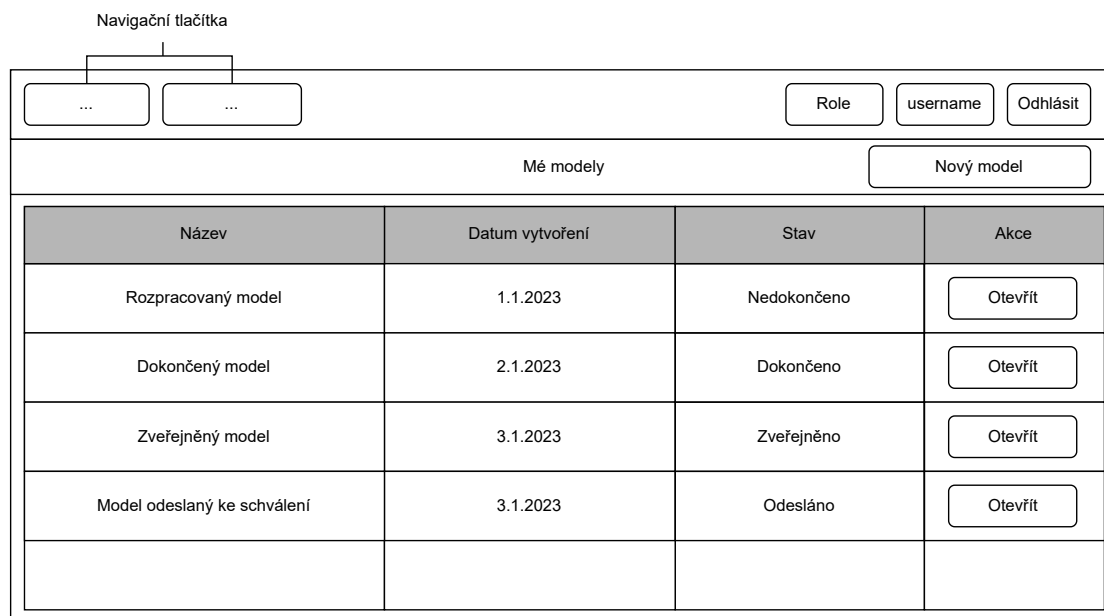 Navigační tlačítka
... ... Role username Odhlásit
Mé modely Nový model
Název Datum vytvoření Stav Akce
Rozpracovaný model 1.1.2023 Nedokončeno Otevřít
Dokončený model 2.1.2023 Dokončeno Otevřít
Zveřejněný model 3.1.2023 Zveřejněno Otevřít
Model odeslaný ke schválení 3.1.2023 Odesláno Otevřít